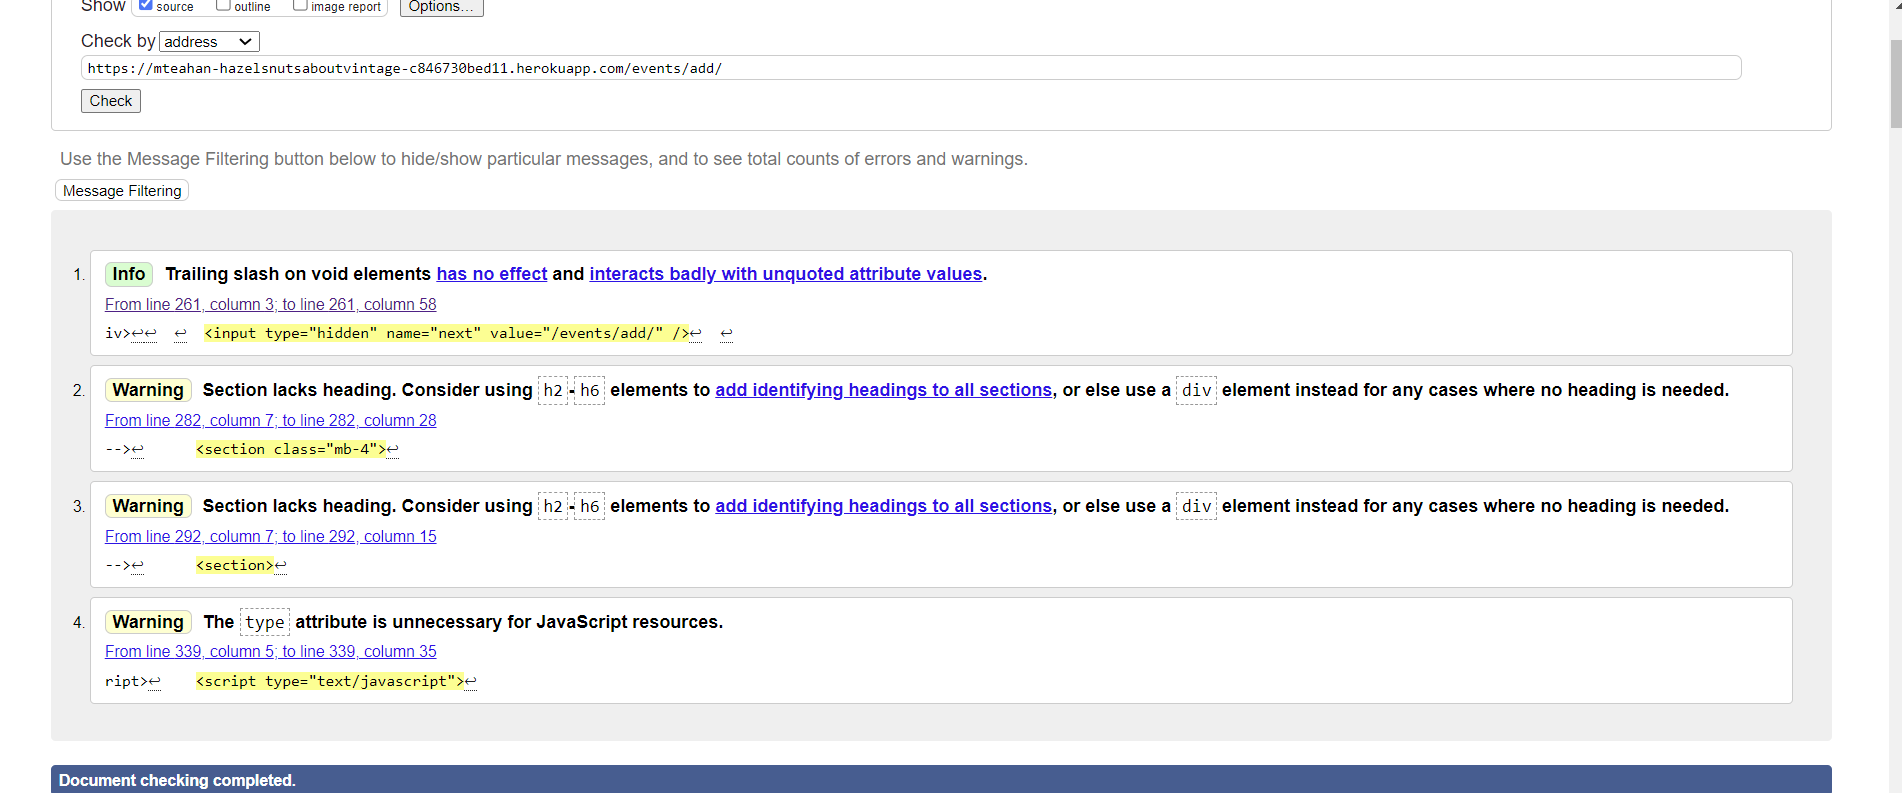 Show source outline image report Options...
Check by address
https://mteahan-hazelsnutsaboutvintage-c846730bed11.herokuapp.com/events/add/
Check
Use the Message Filtering button below to hide/show particular messages, and to see total counts of errors and warnings.
Message Filtering
1. Info Trailing slash on void elements has no effect and interacts badly with unquoted attribute values.
From line 261, column 3; to line 261, column 58
iv>↩↩ ↩ <input type="hidden" name="next" value="/events/add/" />↩ ↩
2. Warning Section lacks heading. Consider using h2-h6 elements to add identifying headings to all sections, or else use a div element instead for any cases where no heading is needed.
From line 282, column 7; to line 282, column 28
-->↩ <section class="mb-4">↩
3. Warning Section lacks heading. Consider using h2-h6 elements to add identifying headings to all sections, or else use a div element instead for any cases where no heading is needed.
From line 292, column 7; to line 292, column 15
-->↩ <section>↩
4. Warning The type attribute is unnecessary for JavaScript resources.
From line 339, column 5; to line 339, column 35
ript>↩ <script type="text/javascript">↩
Document checking completed.